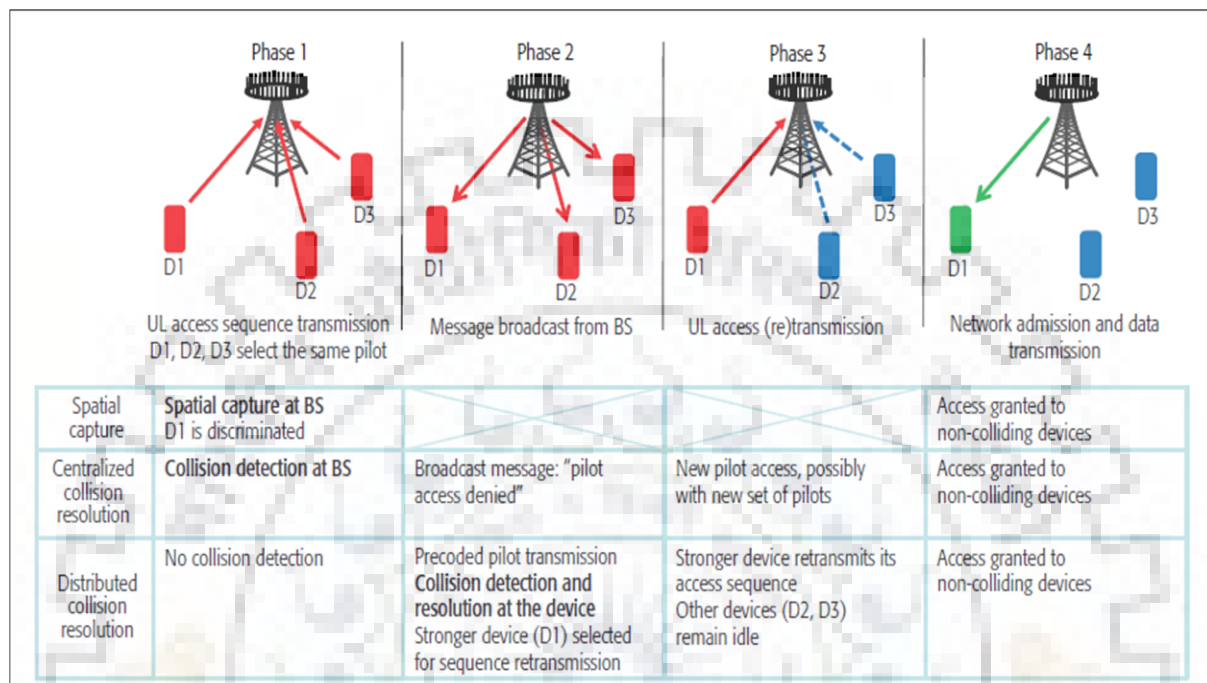 Phase 1
Phase 2
Phase 3
Phase 4
D1
D2
D3
D1
D2
D3
D1
D2
D3
D1
D2
D3
UL access sequence transmission
D1, D2, D3 select the same pilot
Message broadcast from BS
UL access (re)transmission
Network admission and data
transmission
Spatial
capture
Spatial capture at BS
D1 is discriminated
Access granted to
non-colliding devices
Centralized
collision
resolution
Collision detection at BS
Broadcast message: “pilot
access denied”
New pilot access, possibly
with new set of pilots
Access granted to
non-colliding devices
Distributed
collision
resolution
No collision detection
Precoded pilot transmission
Collision detection and
resolution at the device
Stronger device (D1) selected
for sequence retransmission
Stronger device retransmits its
access sequence
Other devices (D2, D3)
remain idle
Access granted to
non-colliding devices